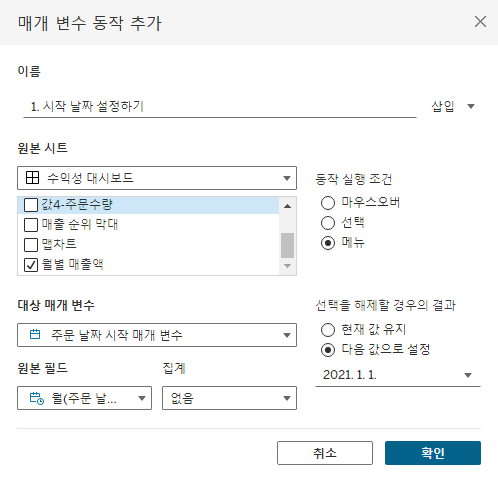 매개 변수 동작 추가
이름
1. 시작 날짜 설정하기
삽입
원본 시트
수익성 대시보드
값4-주문수량
매출 순위 막대
맵차트
월별 매출액
동작 실행 조건
마우스오버
선택
메뉴
대상 매개 변수
주문 날짜 시작 매개 변수
선택을 해제할 경우의 결과
현재 값 유지
다음 값으로 설정
2021. 1. 1.
원본 필드
집계
월(주문 날...
없음
취소
확인